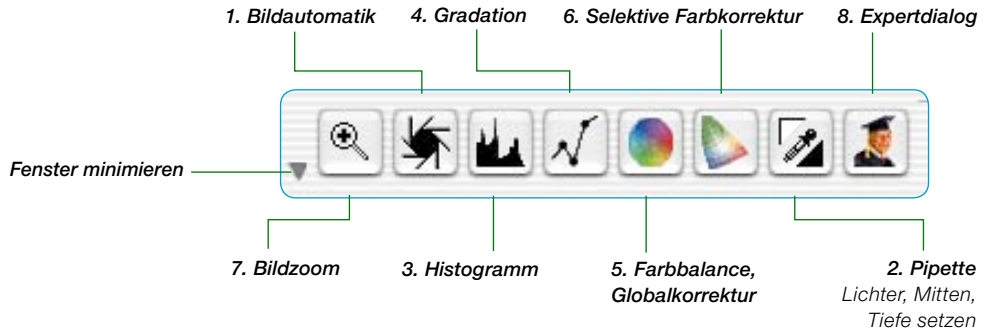 1. Bildautomatik
4. Gradation
6. Selektive Farbkorrektur
8. Expertdialog
Fenster minimieren
7. Bildzoom
3. Histogramm
5. Farbbalance,
Globalkorrektur
2. Pipette
Lichter, Mitten,
Tiefe setzen